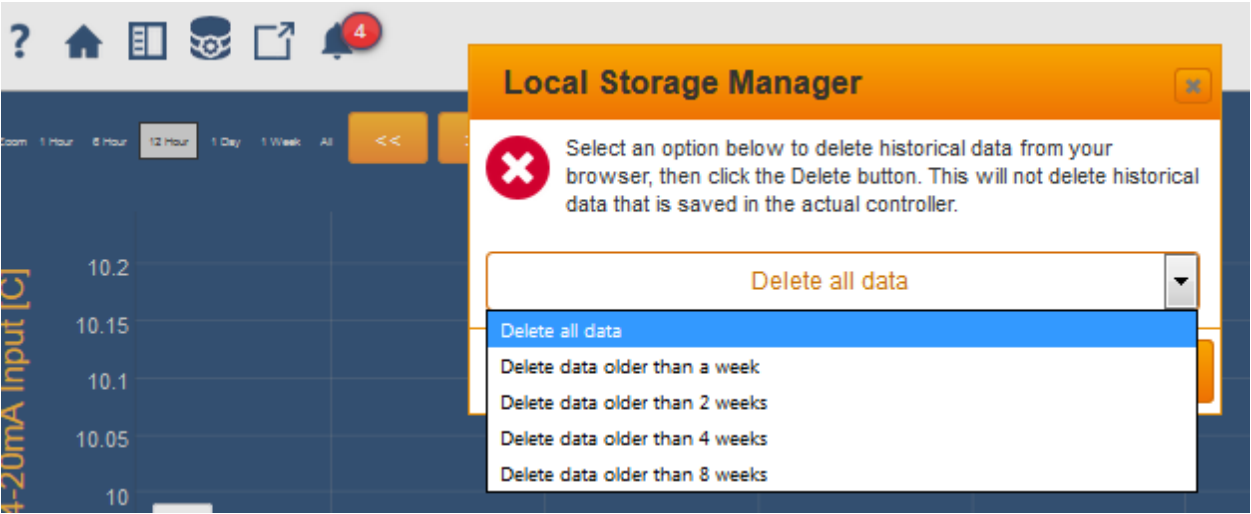 ?
4
Local Storage Manager
Zoom 1 Hour 6 Hour 12 Hour 1 Day 1 Week All <<
Select an option below to delete historical data from your
browser, then click the Delete button. This will not delete historical
data that is saved in the actual controller.
Delete all data
Delete all data
Delete data older than a week
Delete data older than 2 weeks
Delete data older than 4 weeks
Delete data older than 8 weeks
4-20mA Input [C]
10.2
10.15
10.1
10.05
10